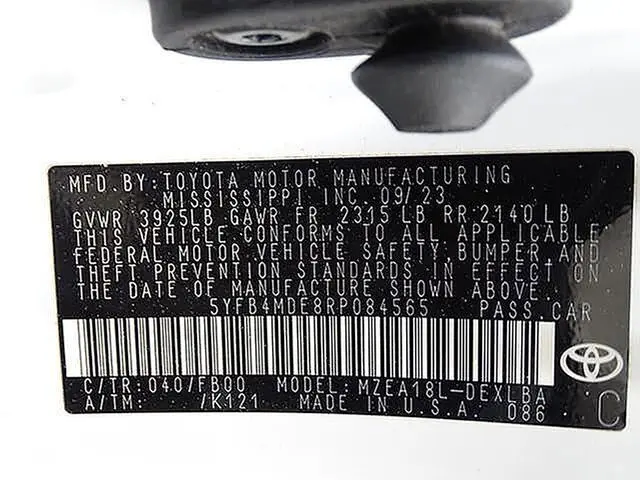 MFD. BY: TOYOTA MOTOR MANUFACTURING
MISSISSIPPI INC. 09/23
GVWR 3925LB GAWR FR 2315 LB RR 2140 LB
THIS VEHICLE CONFORMS TO ALL APPLICABLE
FEDERAL MOTOR VEHICLE SAFETY, BUMPER, AND
THEFT PREVENTION STANDARDS IN EFFECT ON
THE DATE OF MANUFACTURE SHOWN ABOVE.
5YFB4MDE8RP084565 PASS. CAR
C/TR: 040/FB00 MODEL: MZEA18L-DEXLBA
A/TM: /K121 MADE IN U.S.A. 086
C